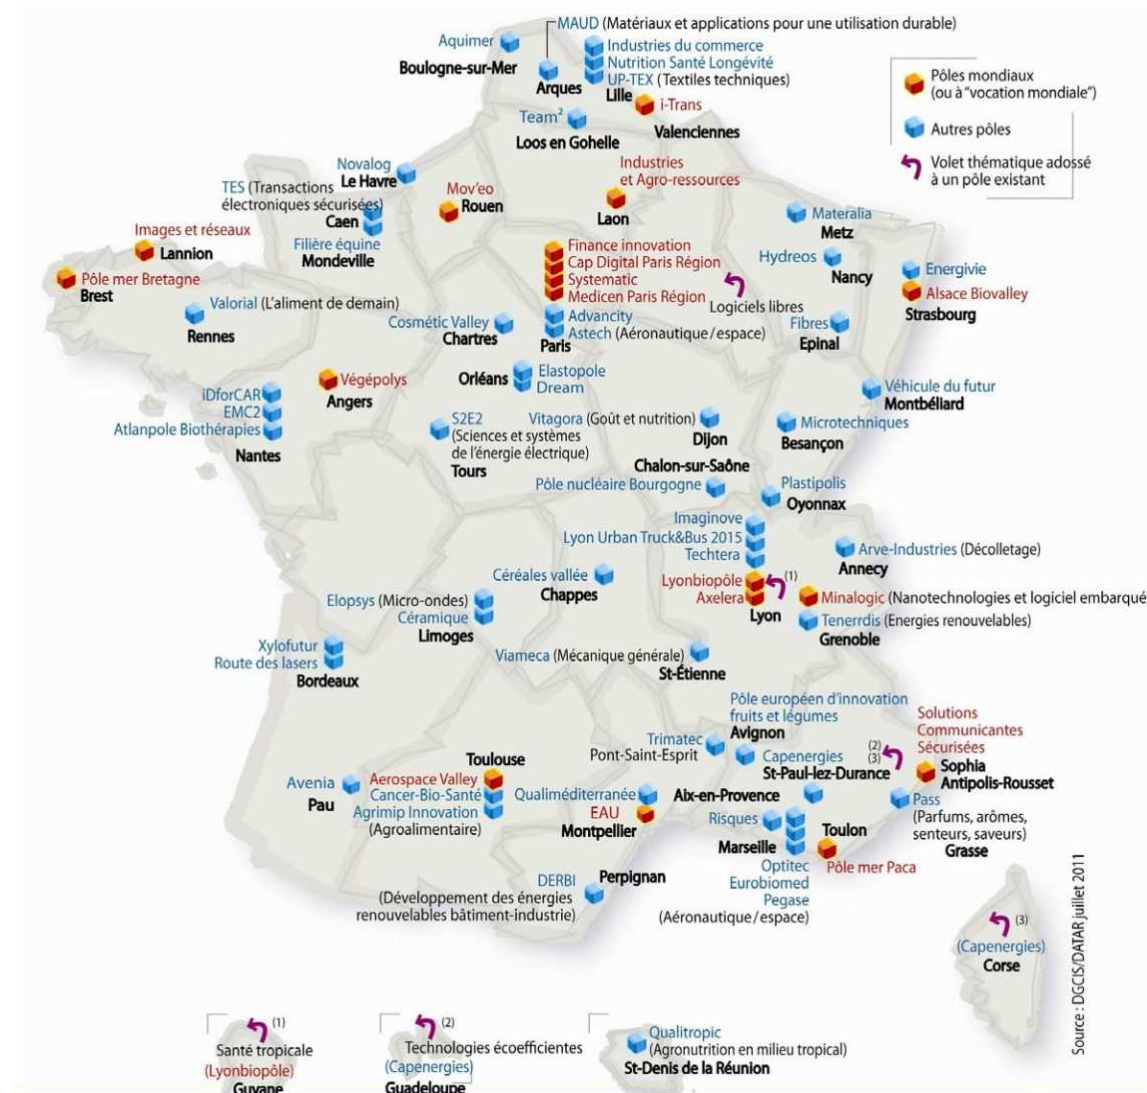 MAUD (Matériaux et applications pour une utilisation durable)
Aquimer
Boulogne-sur-Mer
Arques
Industries du commerce
Nutrition Santé Longévité
UP-TEX (Textiles techniques)
Lille
i-Trans
Valenciennes
Team²
Loos en Gohelle
Pôles mondiaux
(ou à “vocation mondiale”)
Autres pôles
Volet thématique adossé
à un pôle existant
Novalog
Le Havre
TES (Transactions
électroniques sécurisées)
Caen
Filière équine
Mondeville
Mov'eo
Rouen
Industries
et Agro-ressources
Laon
Materalia
Metz
Hydreos
Nancy
Energivie
Alsace Biovalley
Strasbourg
Fibres
Epinal
Images et réseaux
Lannion
Pôle mer Bretagne
Brest
Valorial (L’aliment de demain)
Rennes
Finance innovation
Cap Digital Paris Région
Systematic
Medicen Paris Région
Logiciels libres
Advancity
Astech (Aéronautique/espace)
Paris
Cosmétic Valley
Chartres
Orléans
Elastopole
Dream
Végépolys
Angers
iDforCAR
EMC2
Atlanpole Biothérapies
Nantes
S2E2
(Sciences et systèmes
de l’énergie électrique)
Tours
Vitagora (Goût et nutrition)
Dijon
Véhicule du futur
Montbéliard
Microtechniques
Besançon
Chalon-sur-Saône
Pôle nucléaire Bourgogne
Plastipolis
Oyonnax
Imaginove
Lyon Urban Truck&Bus 2015
Techtera
Lyonbiopôle
(1)
Axelera
Lyon
Arve-Industries (Décolletage)
Annecy
Minalogic (Nanotechnologies et logiciel embarqué
Tenerrdis (Energies renouvelables)
Grenoble
Céréales vallée
Chappes
Elopsys (Micro-ondes)
Céramique
Limoges
Xylofutur
Route des lasers
Bordeaux
Viameca (Mécanique générale)
St-Étienne
Pôle européen d’innovation
fruits et légumes
Avignon
Trimatec
Pont-Saint-Esprit
Capenergies
(2)
(3)
St-Paul-lez-Durance
Solutions
Communicantes
Sécurisées
Sophia
Antipolis-Rousset
Toulouse
Aerospace Valley
Cancer-Bio-Santé
Agrimip Innovation
(Agroalimentaire)
Avenia
Pau
Qualiméditerranée
EAU
Montpellier
Aix-en-Provence
Risques
Marseille
Optitec
Eurobiomed
Pegase
(Aéronautique/espace)
Toulon
Pôle mer Paca
Pass
(Parfums, arômes,
senteurs, saveurs)
Grasse
Perpignan
DERBI
(Développement des énergies
renouvelables bâtiment-industrie)
(3)
(Capenergies)
Corse
Source : DGCIS/DATAR juillet 2011
(1)
Santé tropicale
(Lyonbiopôle)
Guyane
(2)
Technologies écoefficientes
(Capenergies)
Guadeloupe
Qualitropic
(Agronutrition en milieu tropical)
St-Denis de la Réunion